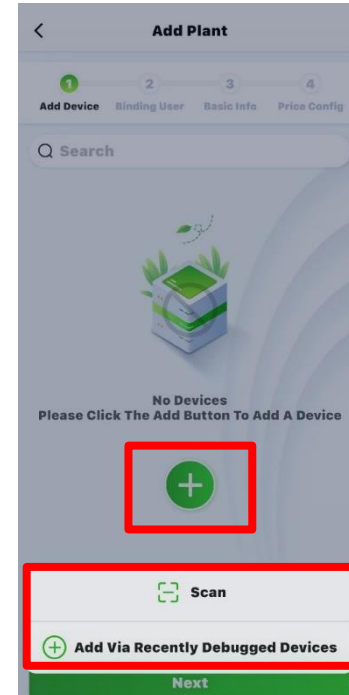 Add Plant
1 2 3 4
Add Device Binding User Basic Info Price Config
Search
No Devices
Please Click The Add Button To Add A Device
Scan
Add Via Recently Debugged Devices
Next